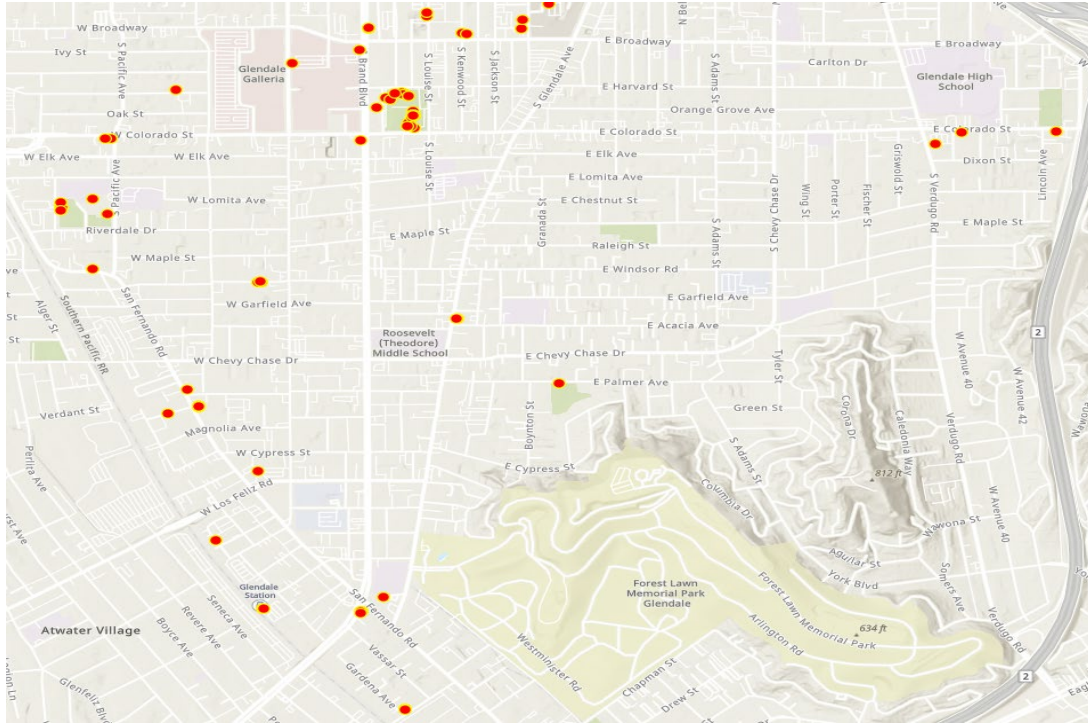 W Broadway
Ivy St
S Pacific Ave
Glendale
Galleria
Brand Blvd
S Louise St
S Kenwood St
S Jackson St
S Glendale Ave
E Broadway
N Bel
E Broadway
Carlton Dr
Glendale High
School
S Adams St
E Harvard St
Orange Grove Ave
Oak St
W Colorado St
E Colorado St
E Colorado St
W Elk Ave
W Elk Ave
E Elk Ave
Dixon St
Griswold St
Lincoln Ave
S Louise St
S Pacific Ave
E Lomita Ave
S Verdugo Rd
W Lomita Ave
E Chestnut St
S Chevy Chase Dr
Wing St
Porter St
Fischer St
Granada St
S Adams St
Riverdale Dr
E Maple St
Raleigh St
E Maple St
W Maple St
E Windsor Rd
San Fernando Rd
Southern Pacific RR
Alger St
W Garfield Ave
E Garfield Ave
E Acacia Ave
St
Roosevelt
(Theodore)
Middle School
2
W Chevy Chase Dr
E Chevy Chase Dr
Tyler St
W Avenue 40
W Avenue 42
E Palmer Ave
Verdant St
Magnolia Ave
Boynton St
Green St
Corona Dr
Caledonia Way
Verdugo Rd
Wawona
Perlita Ave
W Cypress St
E Cypress St
S Adams St
812 ft
W Los Feliz Rd
Columbia Dr
W Avenue 40
Wawona St
Aguilar St
York Blvd
Yo
Somers Ave
Glendale
Station
Forest Lawn
Memorial Park
Glendale
Forest Lawn Memorial Park
San Fernando Rd
Seneca Ave
Revere Ave
Boyce Ave
Atwater Village
634 ft
Arlington Rd
Verdugo Rd
Vassar St
Westminister Rd
Gardena Ave
Chapman St
Drew St
Glenfeliz Blvd
2
Eag